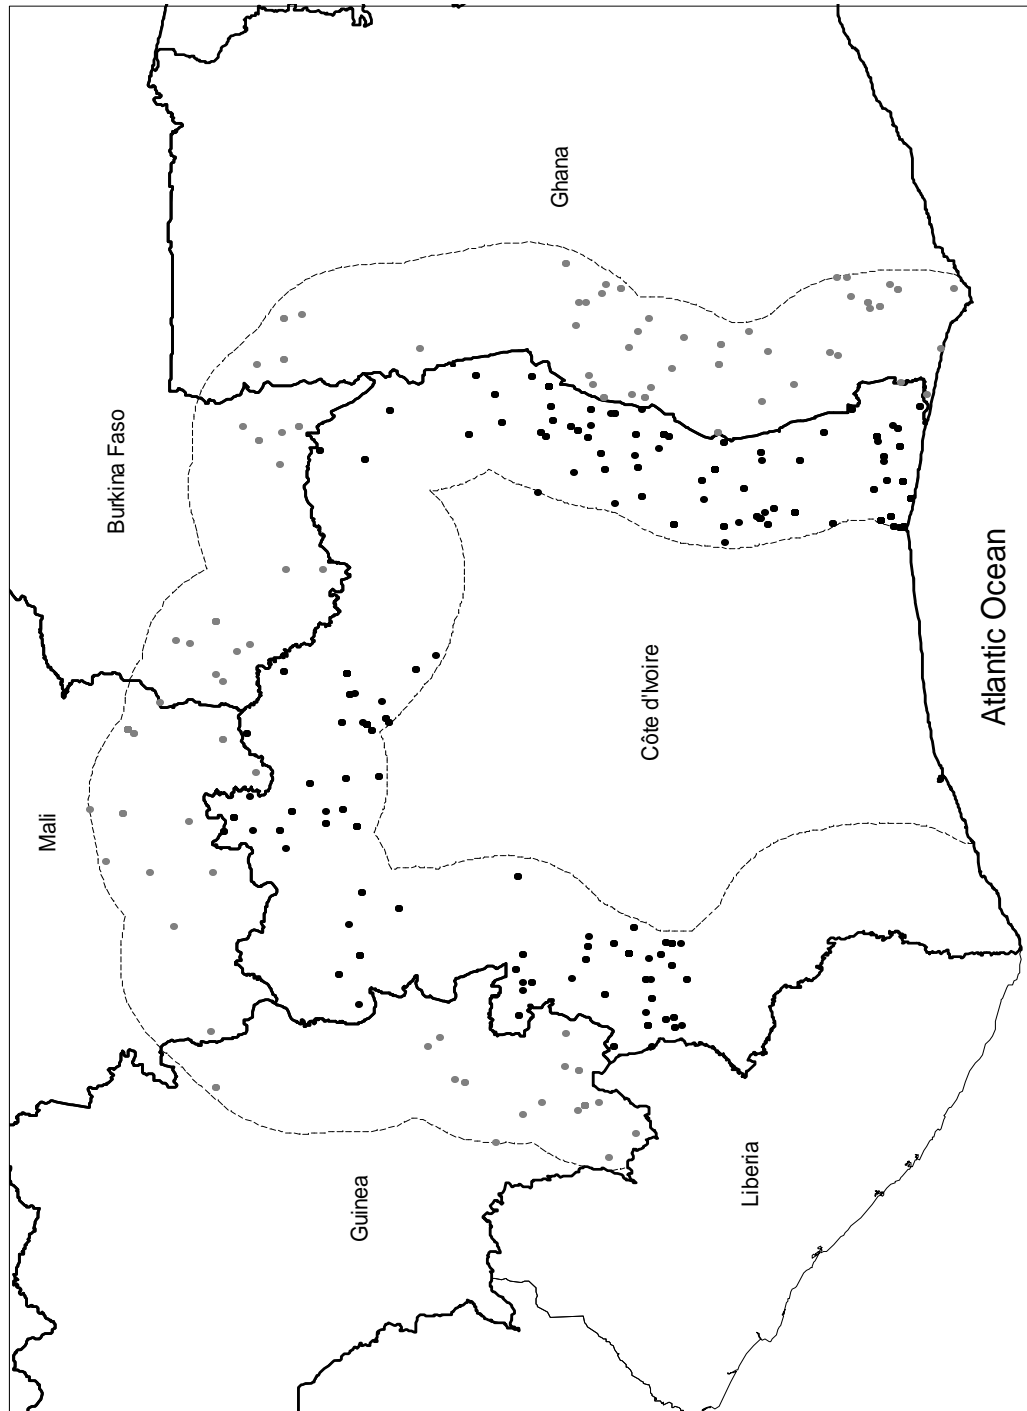 Mali
Burkina Faso
Guinea
Côte d'Ivoire
Ghana
Liberia
Atlantic Ocean